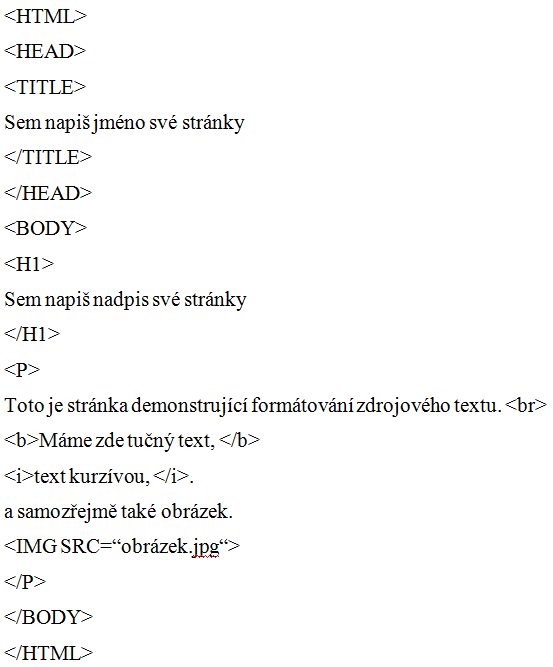 <HTML>
<HEAD>
<TITLE>
Sem napiš jméno své stránky
</TITLE>
</HEAD>
<BODY>
<H1>
Sem napiš nadpis své stránky
</H1>
<P>
Toto je stránka demonstrující formátování zdrojového textu. <br>
<b>Máme zde tučný text, </b>
<i>text kurzívou, </i>.
a samozřejmě také obrázek.
<IMG SRC=“obrázek.jpg“>
</P>
</BODY>
</HTML>